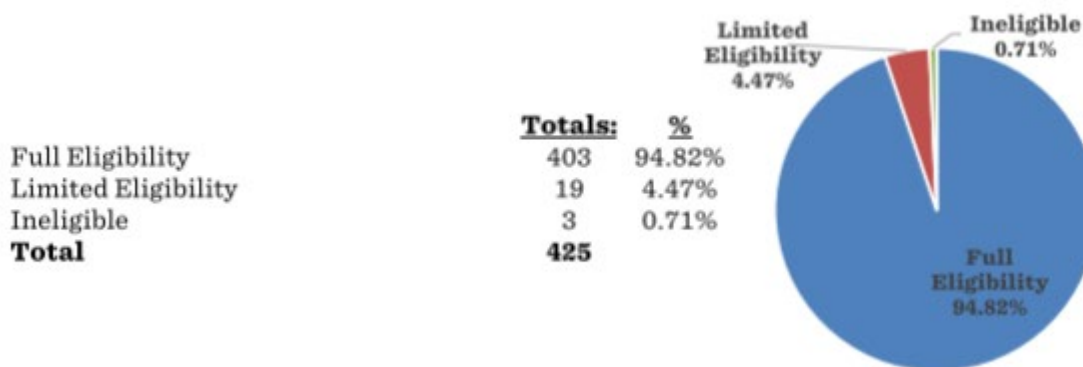 Totals: %
Full Eligibility 403 94.82%
Limited Eligibility 19 4.47%
Ineligible 3 0.71%
Total 425
Limited
Eligibility
4.47%
Ineligible
0.71%
Full
Eligibility
94.82%